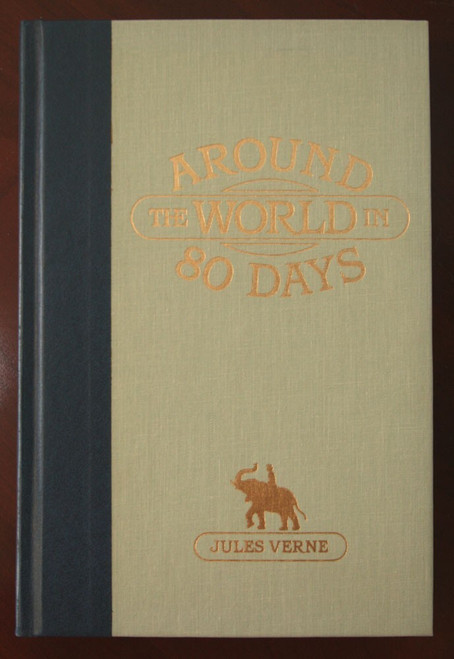 AROUND
THE WORLD IN
80 DAYS
JULES VERNE